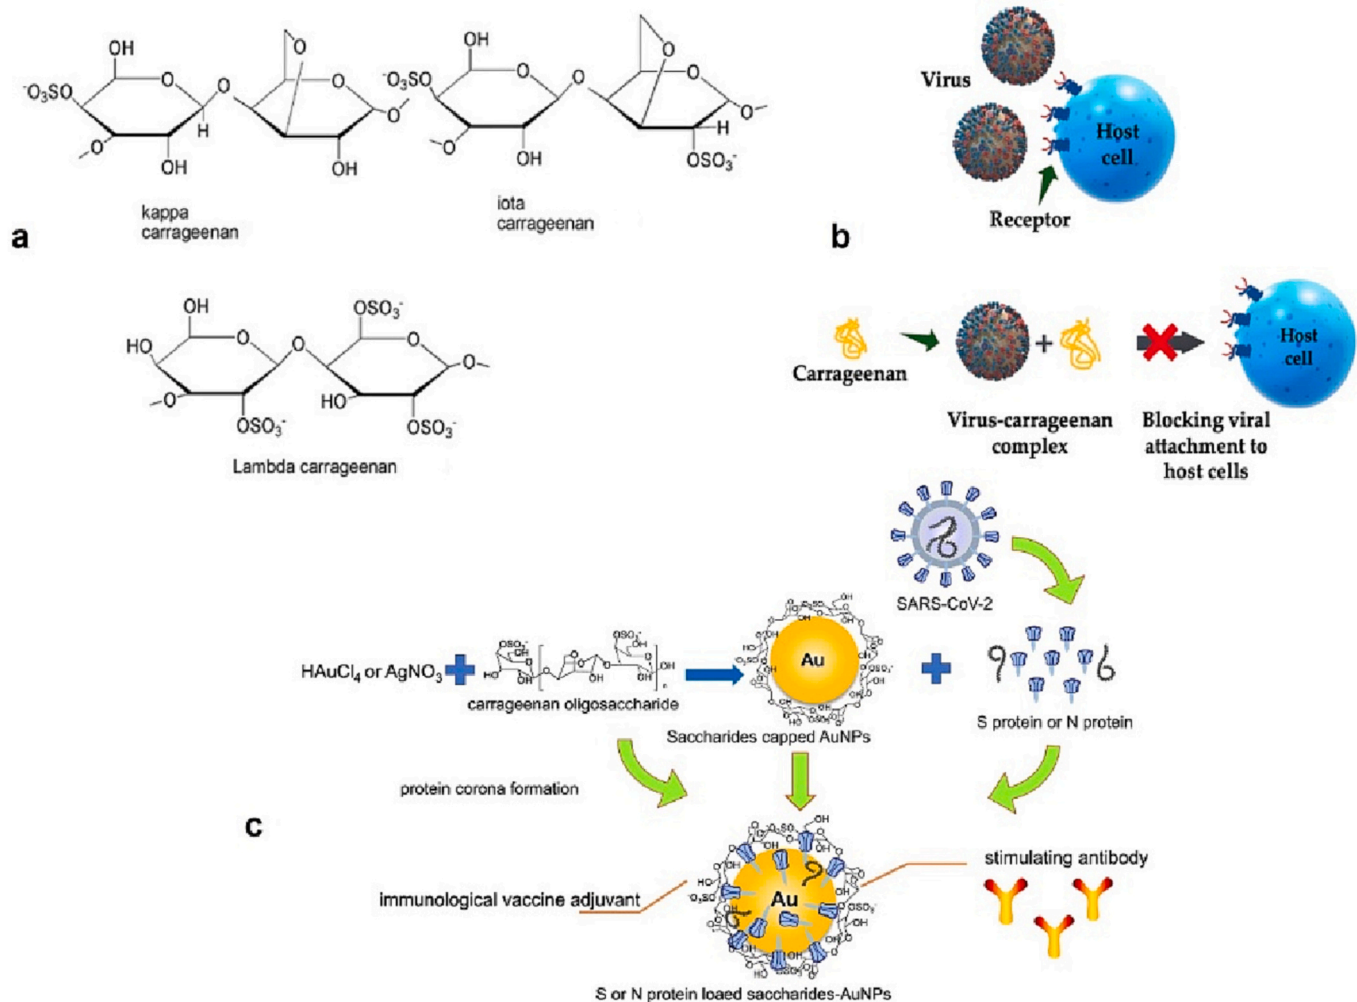 OH
O
-O3SO
O
O
O
O
O
H
OH
OH
kappa
carrageenan
OH
O
-O3SO
O
O
O
O
O
H
OH
OSO3-
iota
carrageenan
a
OH
OSO3-
HO
O
O
O
O
O
HO
OSO3-
OSO3-
Lambda carrageenan
Virus
Host
cell
Receptor
b
Carrageenan
+
Host
cell
Virus-carrageenan
complex
Blocking viral
attachment to
host cells
SARS-CoV-2
HAuCl4 or AgNO3
carrageenan oligosaccharide
Au
Saccharides capped AuNPs
S protein or N protein
protein corona formation
c
immunological vaccine adjuvant
Au
stimulating antibody
S or N protein loaed saccharides-AuNPs